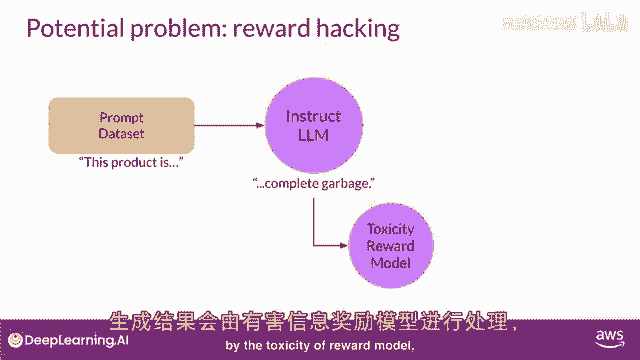 Potential problem: reward hacking
Prompt
Dataset
Instruct
LLM
"This product is…"
"...complete garbage."
Toxicity
Reward
Model
生成结果会由有害信息奖励模型进行处理,
by the toxicity of reward model,
DeepLearning.AI
aws